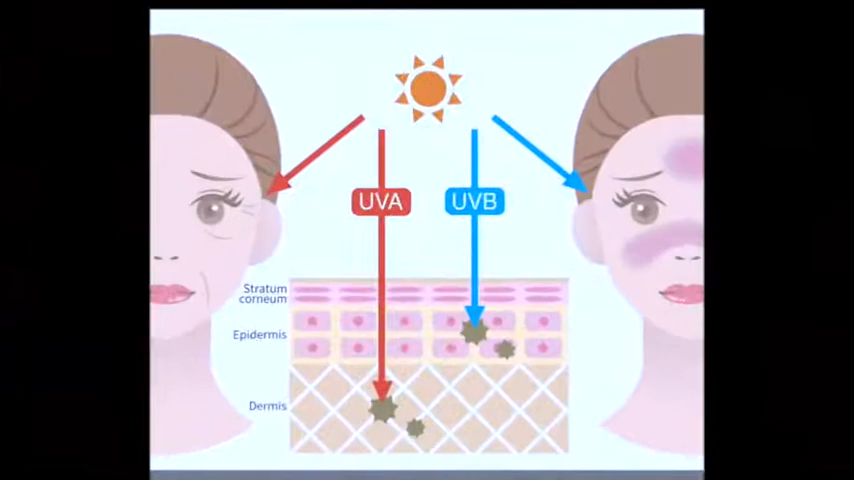 UVA
UVB
Stratum
corneum
Epidermis
Dermis